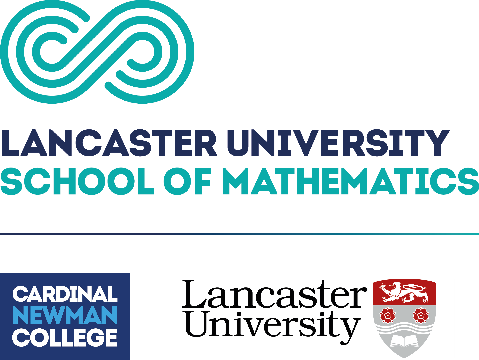 LANCASTER UNIVERSITY
SCHOOL OF MATHEMATICS
CARDINAL
NEWMAN
COLLEGE
Lancaster
University